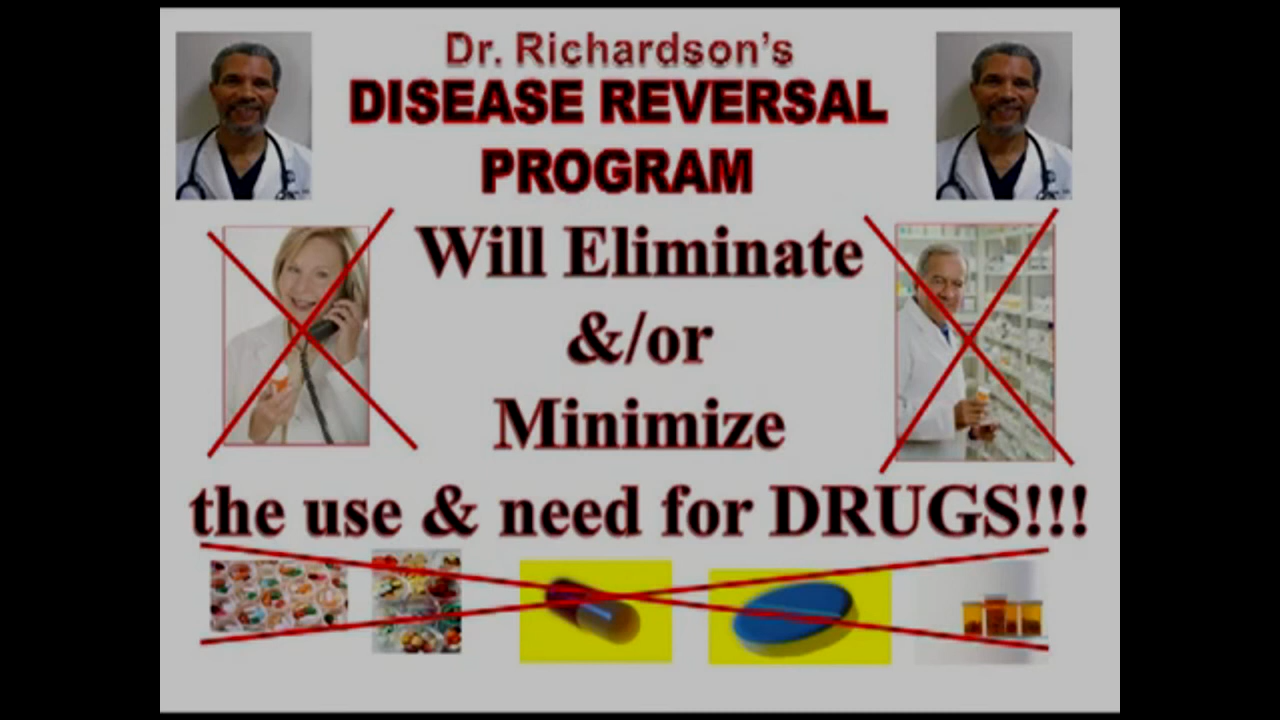 Dr. Richardson's
DISEASE REVERSAL
PROGRAM
Will Eliminate
&/or
Minimize
the use & need for DRUGS!!!